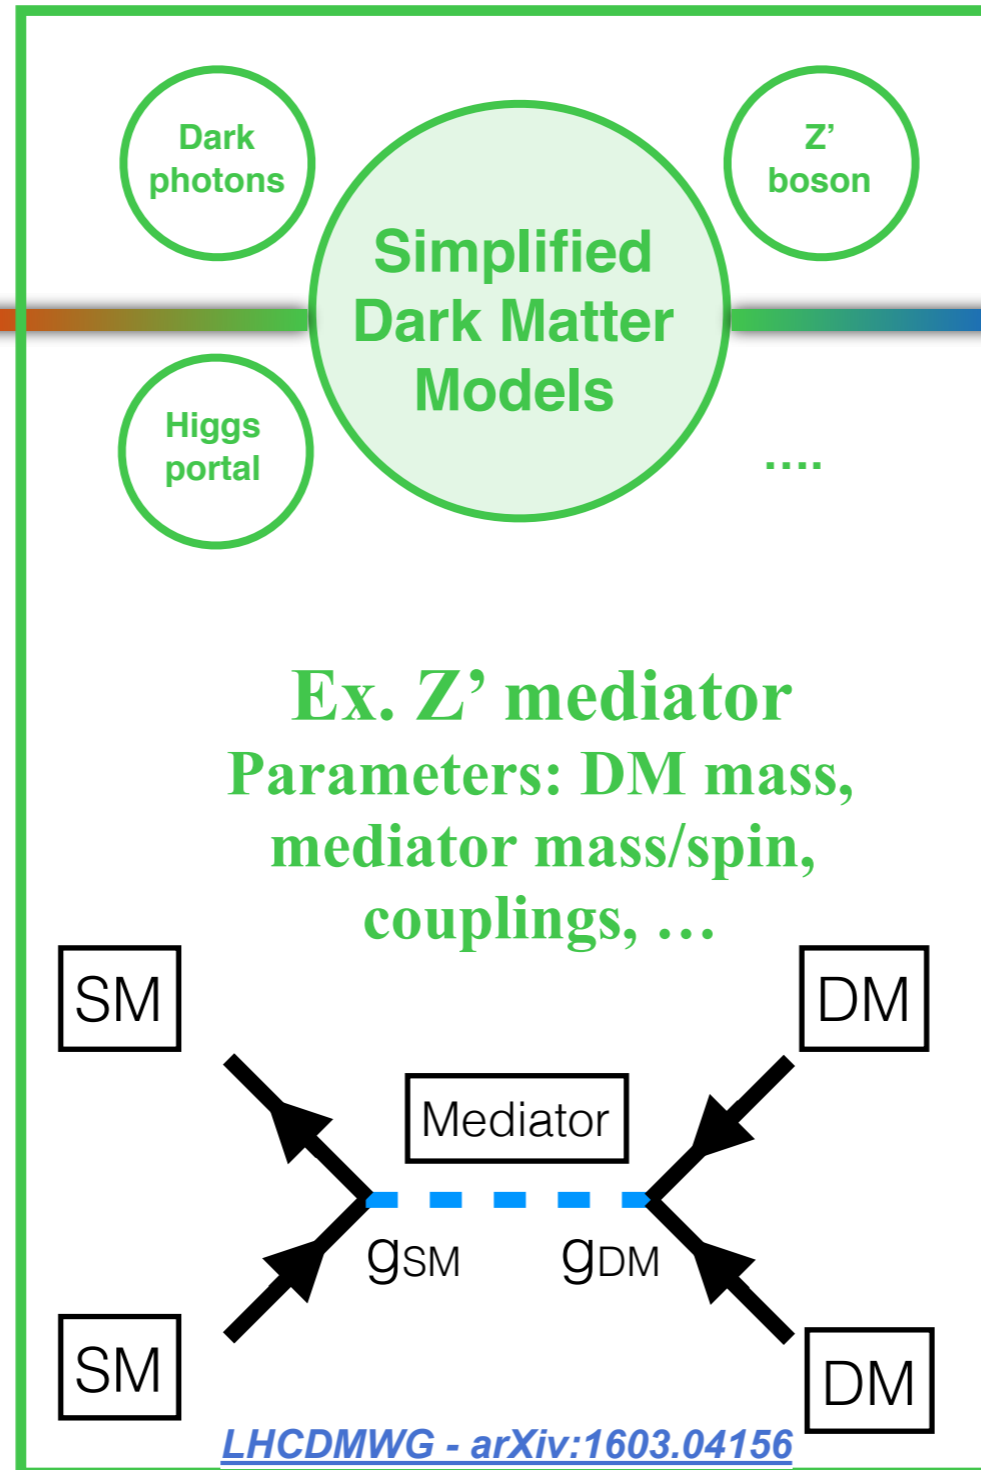 Dark
photons
Z’
boson
Simplified
Dark Matter
Models
Higgs
portal
....
Ex. Z’ mediator
Parameters: DM mass,
mediator mass/spin,
couplings, …
SM
DM
Mediator
gSM
gDM
SM
DM
LHCDMWG - arXiv:1603.04156